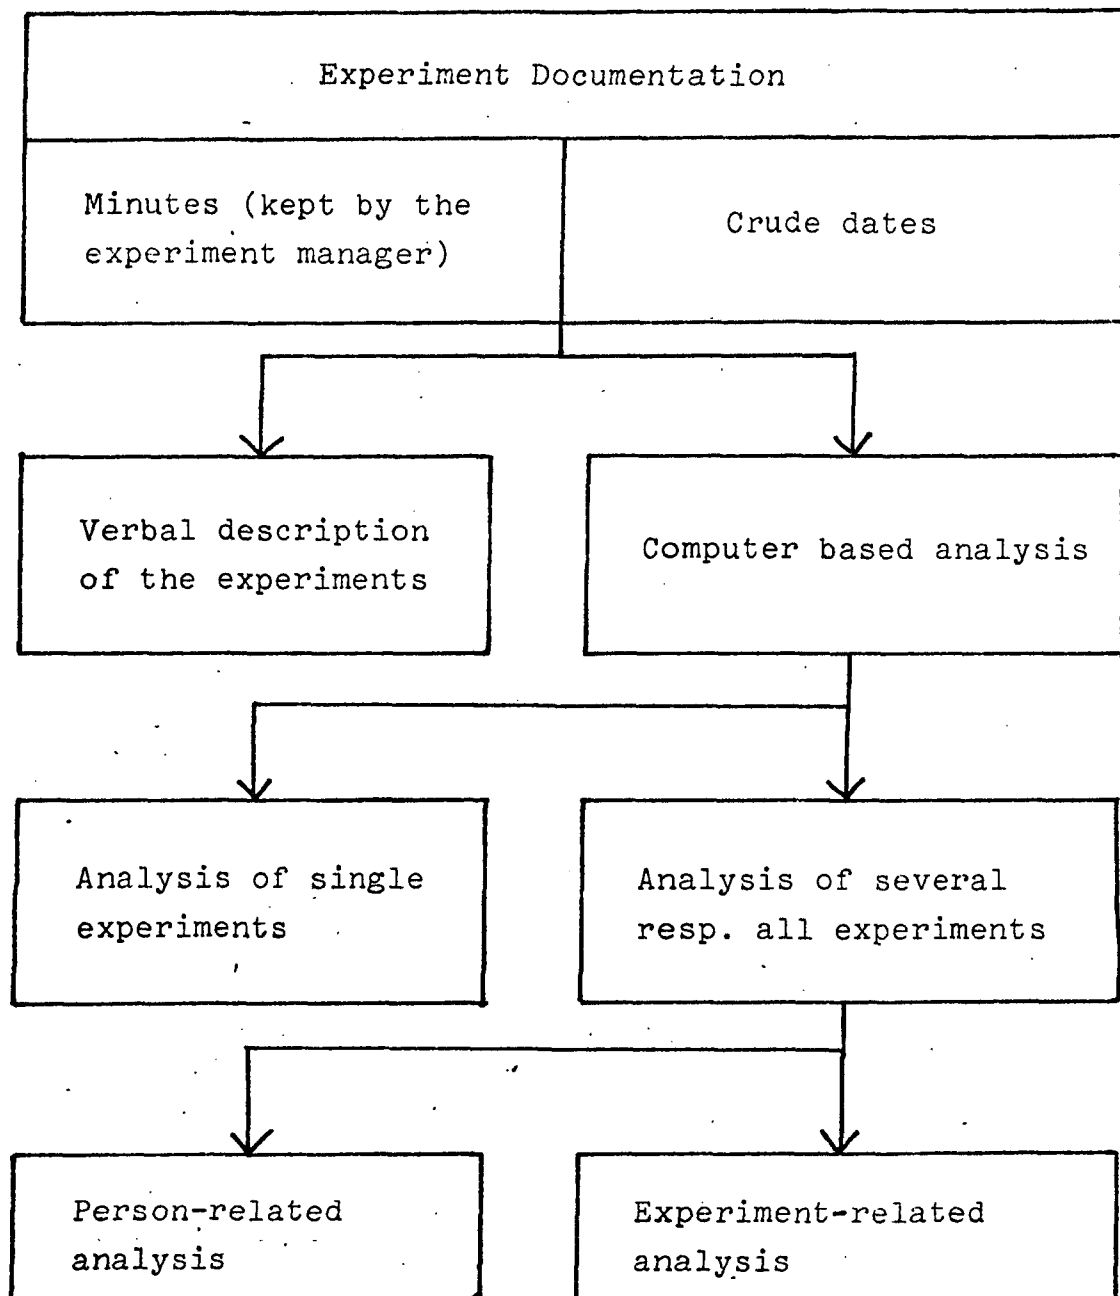 Experiment Documentation
Minutes (kept by the
experiment manager)
Crude dates
Verbal description
of the experiments
Computer based analysis
Analysis of single
experiments
Analysis of several
resp. all experiments
Person-related
analysis
Experiment-related
analysis